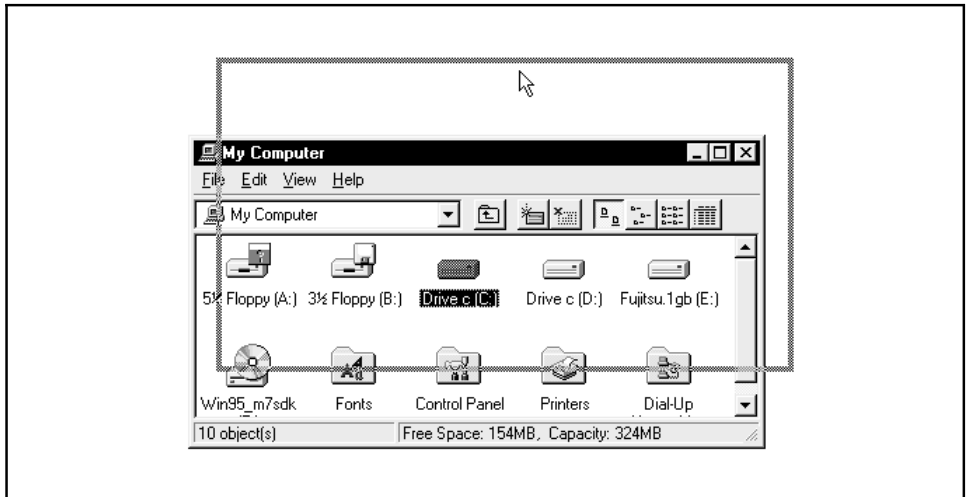 My Computer
File Edit View Help
My Computer
5¼ Floppy (A:) 3½ Floppy (B:) Drive c (C:) Drive c (D:) Fujitsu.1gb (E:)
Win95_m7sdk Fonts Control Panel Printers Dial-Up
10 object(s) Free Space: 154MB, Capacity: 324MB